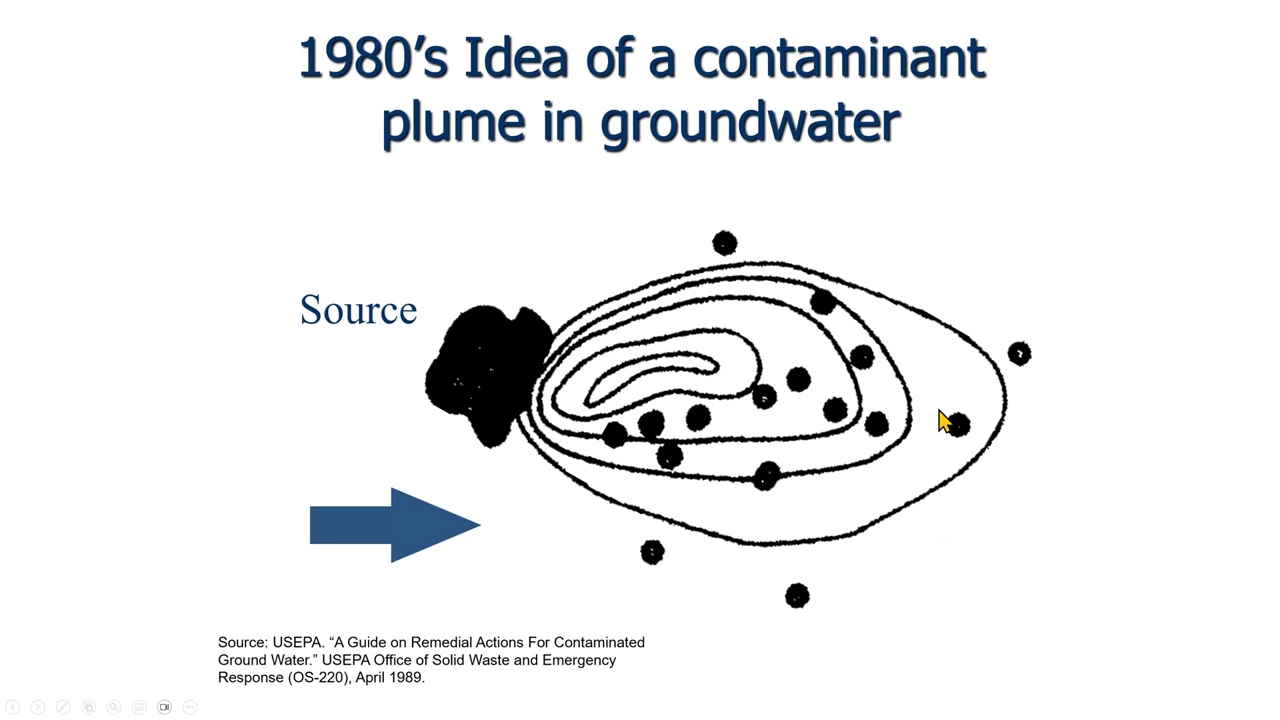 1980’s Idea of a contaminant
plume in groundwater
Source
Source: USEPA. “A Guide on Remedial Actions For Contaminated
Ground Water.” USEPA Office of Solid Waste and Emergency
Response (OS-220), April 1989.